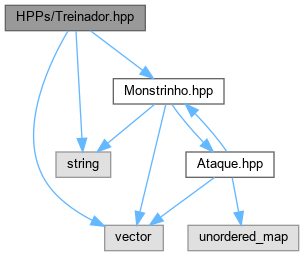 HPPs/Treinador.hpp
Monstrinho.hpp
string
Ataque.hpp
vector
unordered_map